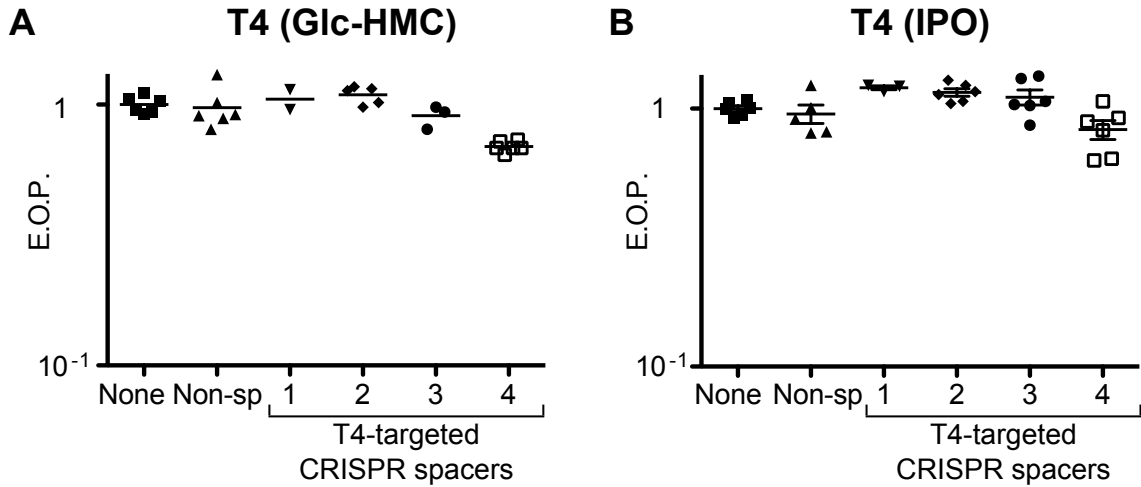 A
T4 (Glc-HMC)
1
E.O.P.
10-1
None Non-sp 1 2 3 4
T4-targeted
CRISPR spacers
B
T4 (IPO)
1
E.O.P.
10-1
None Non-sp 1 2 3 4
T4-targeted
CRISPR spacers